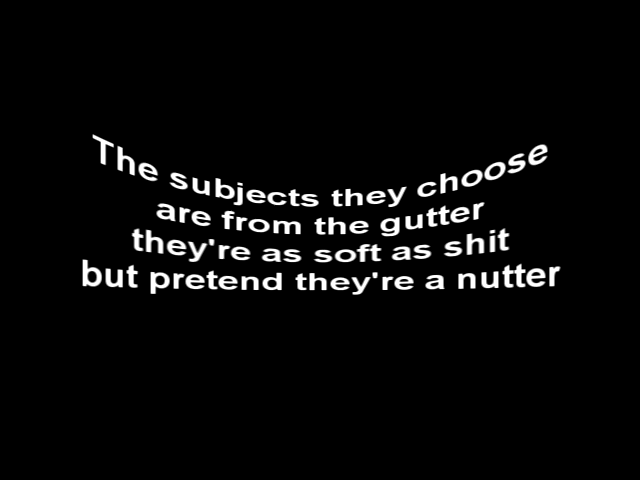 The subjects they choose
are from the gutter
they're as soft as shit
but pretend they're a nutter